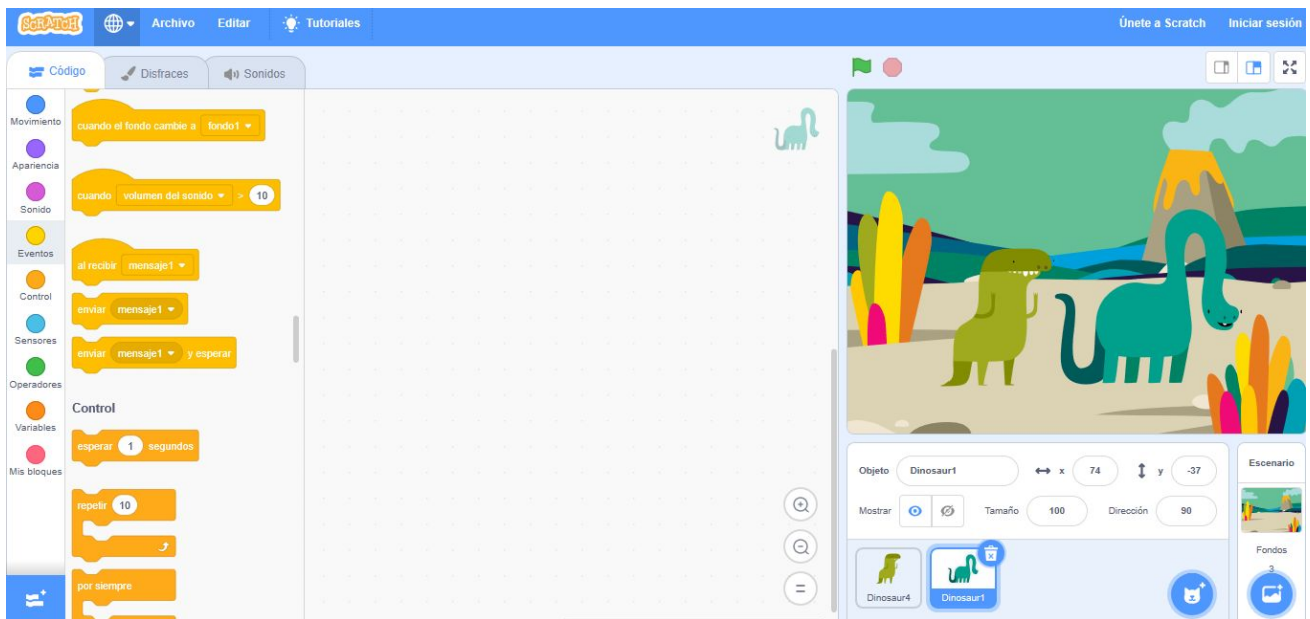 SCRATCH
Archivo
Editar
Tutoriales
Únete a Scratch
Iniciar sesión
Código
Disfraces
Sonidos
Movimiento
Apariencia
Sonido
Eventos
Control
Sensores
Operadores
Variables
Mis bloques
cuando el fondo cambie a fondo1
cuando volumen del sonido > 10
al recibir mensaje1
enviar mensaje1
enviar mensaje1 y esperar
Control
esperar 1 segundos
repetir 10
por siempre
Objeto Dinosaur1 x 74 y -37
Mostrar Tamaño 100 Dirección 90
Dinosaur4
Dinosaur1
Escenario
Fondos
3